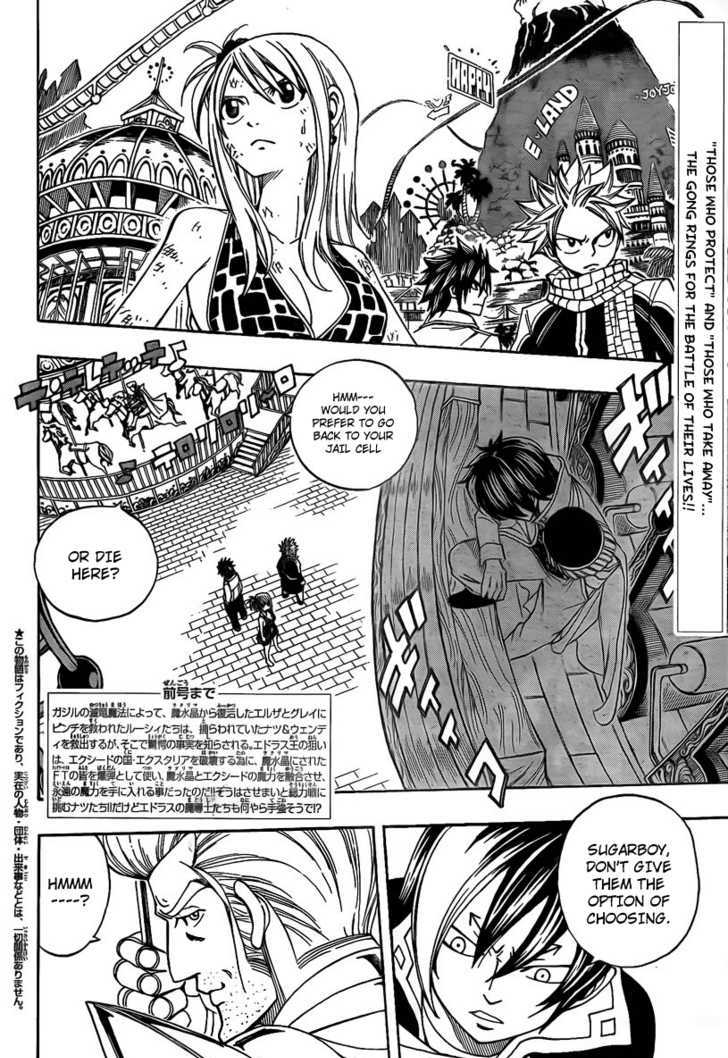 "THOSE WHO PROTECT" AND "THOSE WHO TAKE AWAY"...
THE GONG RINGS FOR THE BATTLE OF THEIR LIVES!!
HAPPY
E-LAND
JOYJO
HMM---
WOULD YOU
PREFER TO GO
BACK TO YOUR
JAIL CELL
OR DIE
HERE?
前号まで
ガジルの滅竜魔法によって、魔水晶から復活したエルザとグレイに
ピンチを救われたルーシィたちは、捕らわれていたナツ&ウェンデ
ィを救出するが、そこで驚愕の事実を知らされる。エドラス王の狙い
は、エクシードの国・エクスタリアを破壊する為に、魔水晶にされた
FTの皆を爆弾として使い、魔水晶とエクシードの魔力を融合させ、
永遠の魔力を手に入れる事だったのだ!!そうはさせまいと総力戦に
挑むナツたち!!だけどエドラスの魔導士たちも何やら手強そうで!?
SUGARBOY,
DON'T GIVE
THEM THE
OPTION OF
CHOOSING.
HMMM
----?
★この物語はフィクションであり、実在の人物・団体・出来事などとは、一切関係ありません。